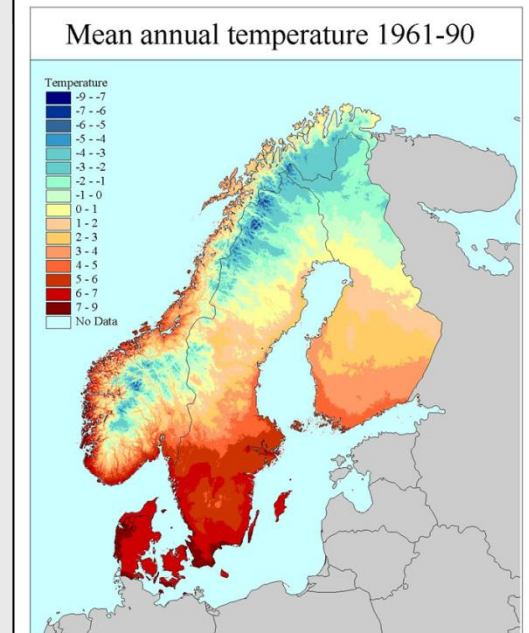 Mean annual temperature 1961-90
Temperature
-9 - -7
-7 - -6
-6 - -5
-5 - -4
-4 - -3
-3 - -2
-2 - -1
-1 - 0
0 - 1
1 - 2
2 - 3
3 - 4
4 - 5
5 - 6
6 - 7
7 - 9
No Data